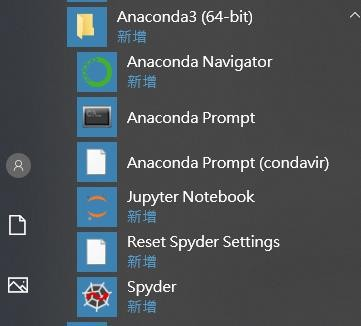 Anaconda3 (64-bit)
新增
Anaconda Navigator
新增
Anaconda Prompt
Anaconda Prompt (condavir)
Jupyter Notebook
新增
Reset Spyder Settings
新增
Spyder
新增